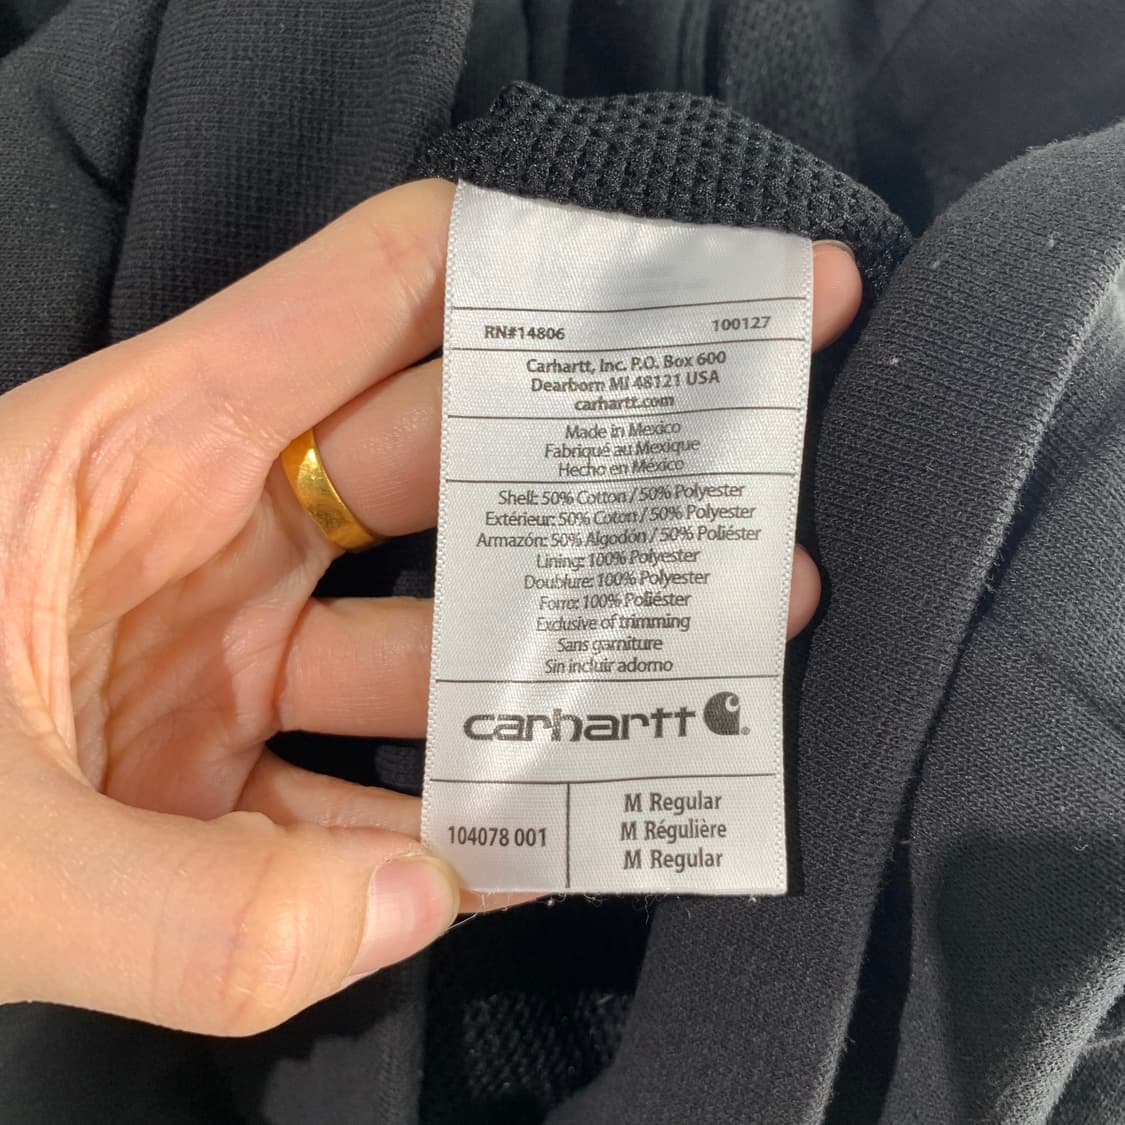 RN#14806 100127
Carhartt, Inc. P.O. Box 600
Dearborn MI 48121 USA
carhartt.com
Made in Mexico
Fabriqué au Mexique
Hecho en México
Shell: 50% Cotton / 50% Polyester
Extérieur: 50% Coton / 50% Polyester
Armazón: 50% Algodon / 50% Poliéster
Lining: 100% Polyester
Doublure: 100% Polyester
Forro: 100% Poliéster
Exclusive of trimming
Sans garniture
Sin incluir adorno
carhartt
104078 001
M Regular
M Régulière
M Regular